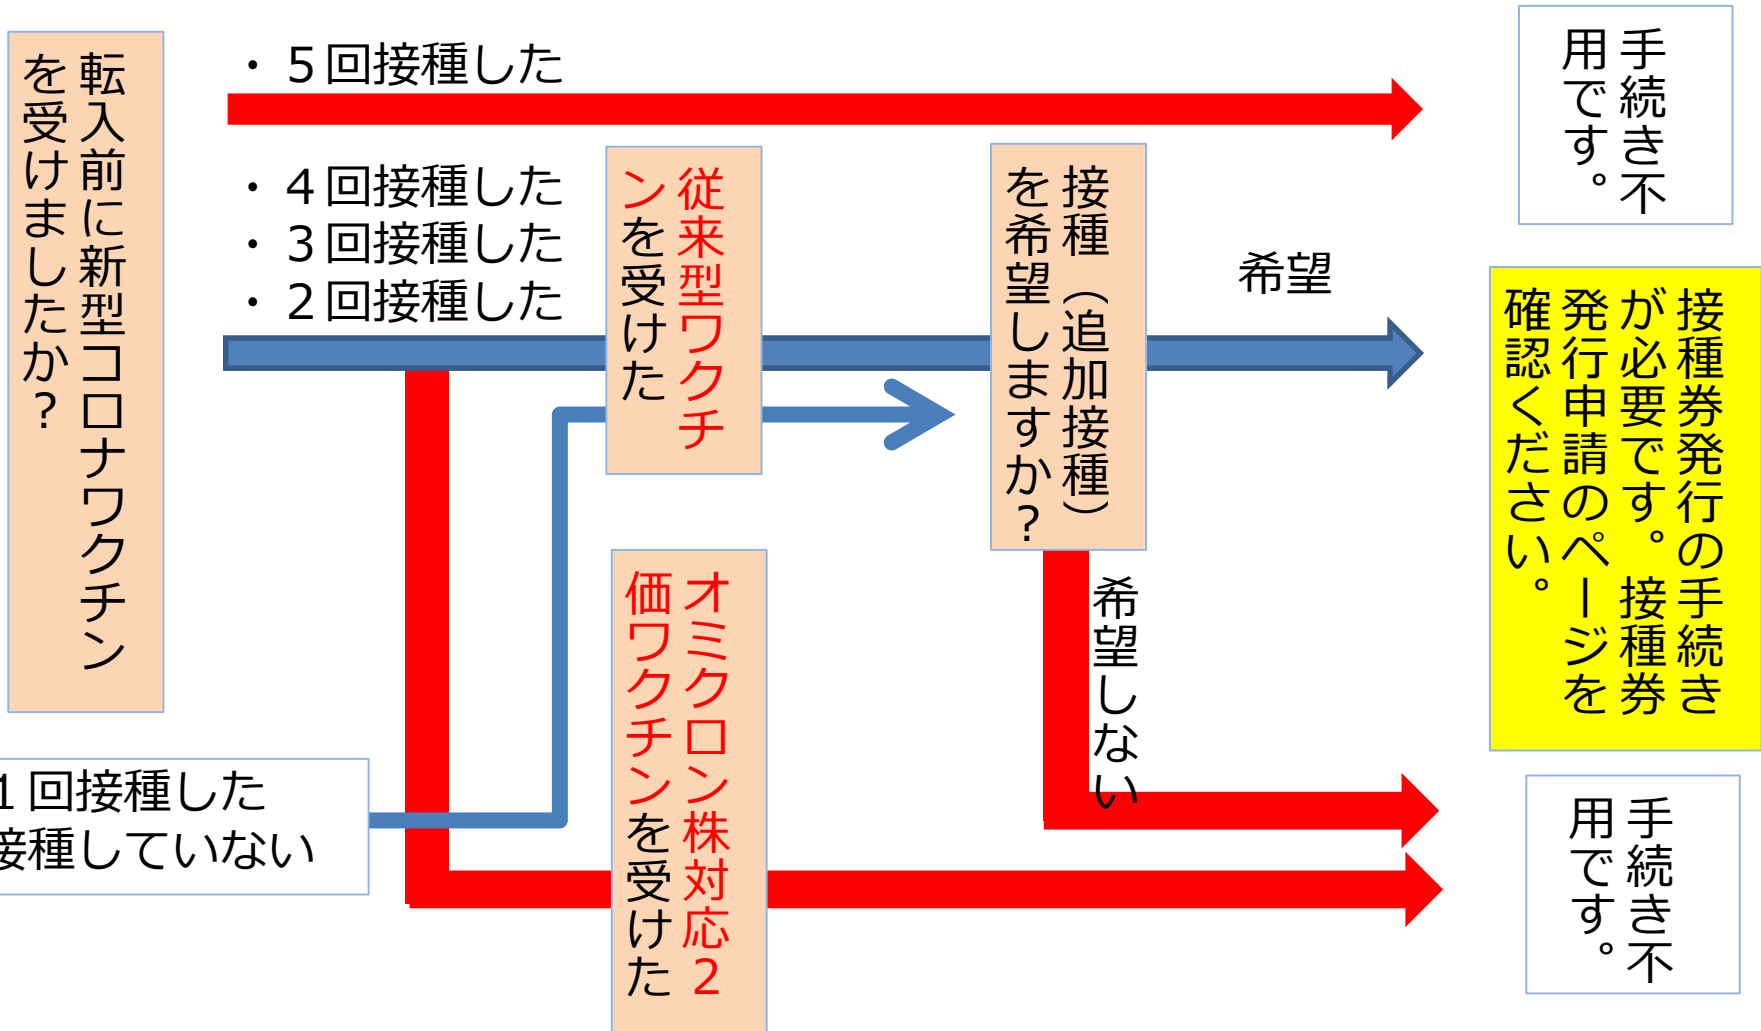 転入前に新型コロナワクチン
を受けましたか？
・５回接種した
・４回接種した
・３回接種した
・２回接種した
従来型ワクチ
ンを受けた
接種（追加接種）
を希望しますか？
希望
希望しない
オミクロン株対応２
価ワクチンを受けた
１回接種した
接種していない
手続き不
用です。
接種券発行の手続き
が必要です。接種券
発行申請のページを
確認ください。
手続き不
用です。